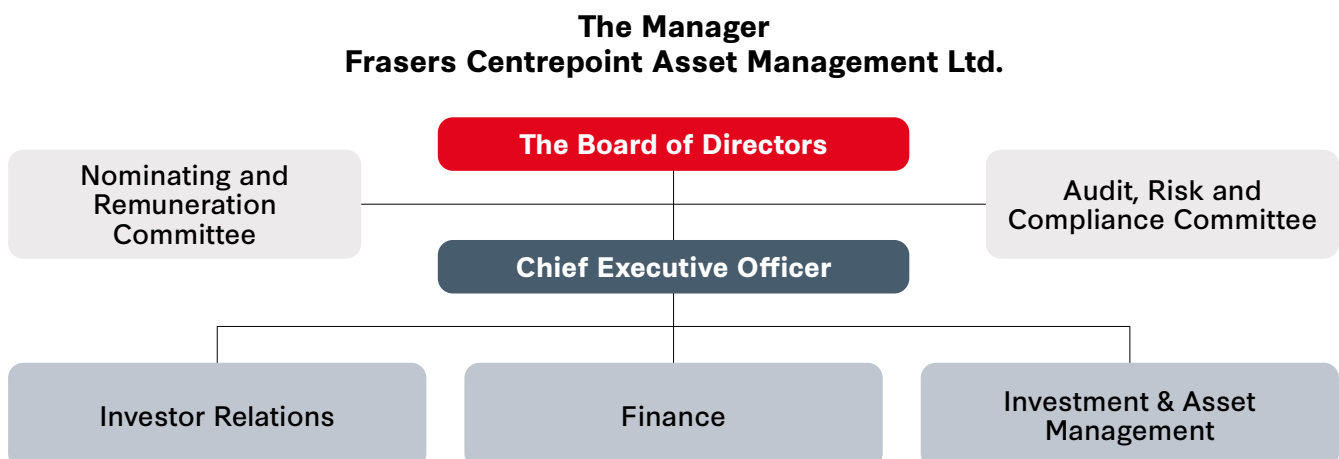 The Manager
Frasers Centrepoint Asset Management Ltd.
The Board of Directors
Nominating and
Remuneration
Committee
Audit, Risk and
Compliance Committee
Chief Executive Officer
Investor Relations
Finance
Investment & Asset
Management